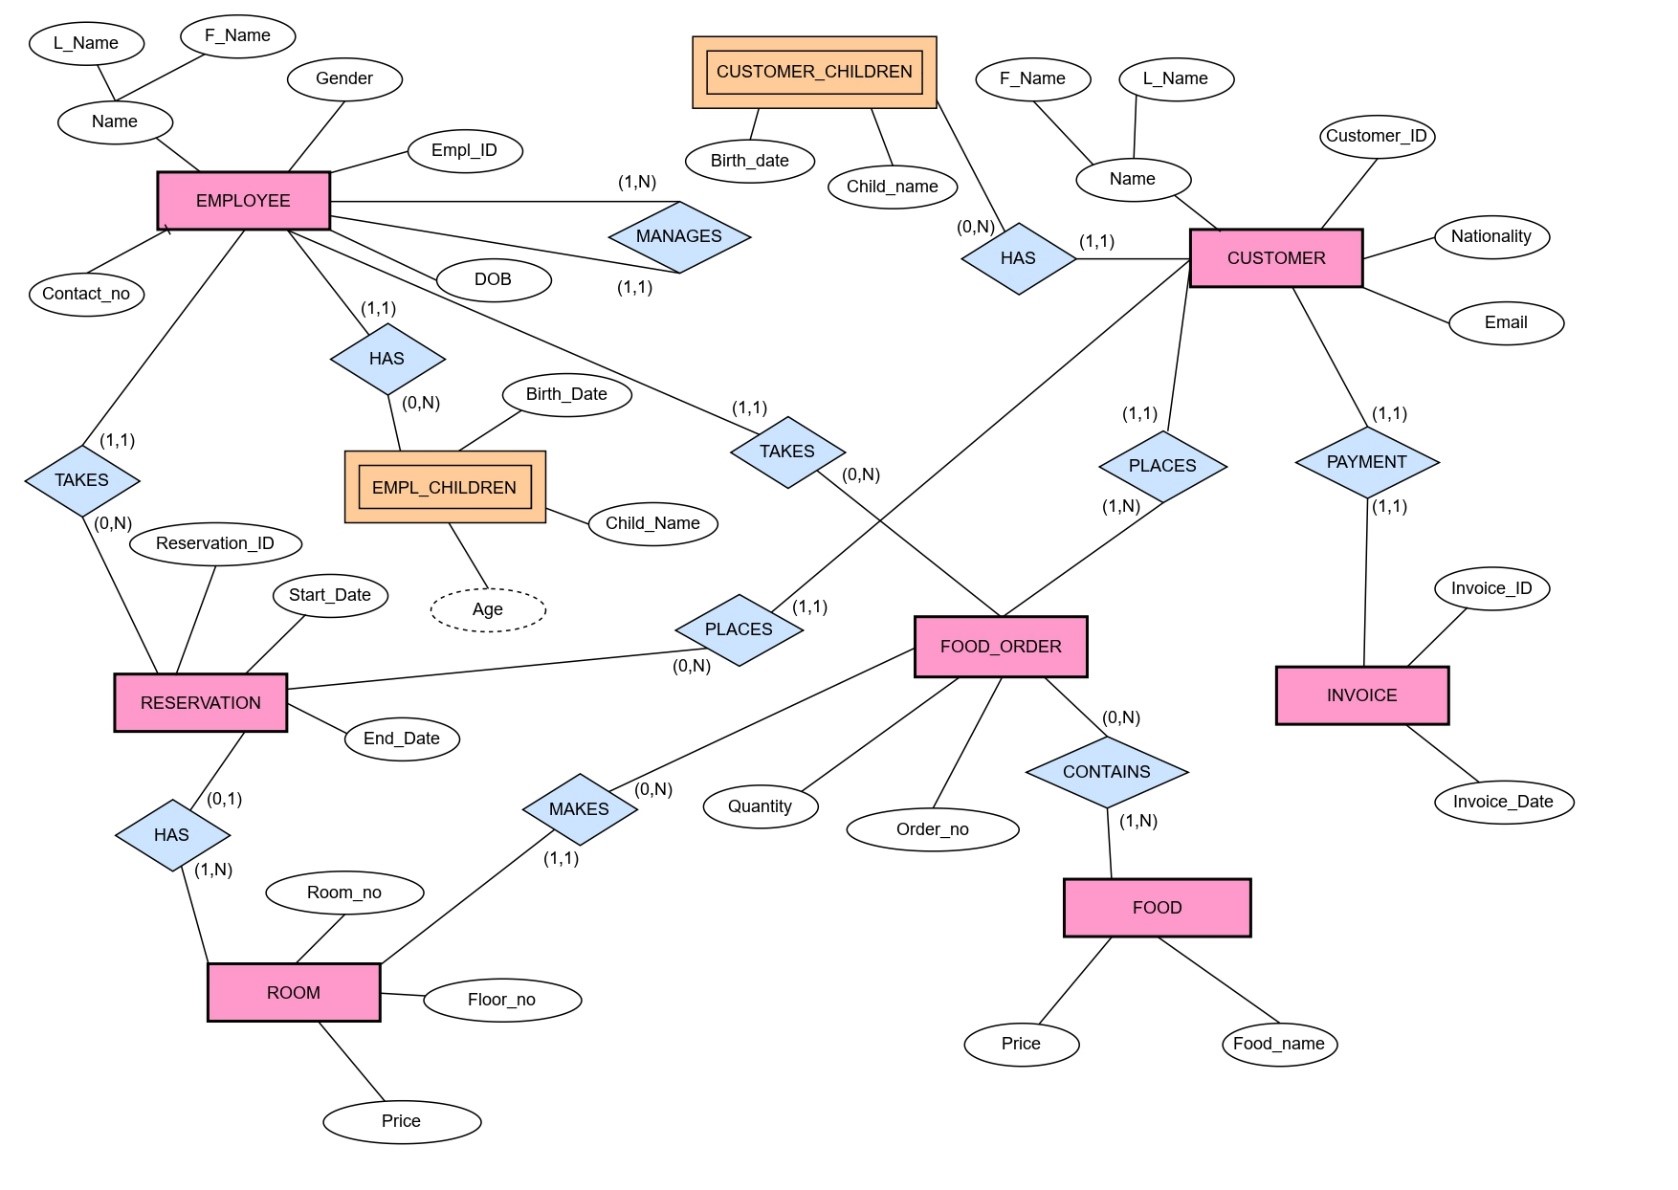 L_Name
F_Name
Gender
Name
Empl_ID
EMPLOYEE
(1,N)
MANAGES
(1,1)
Contact_no
DOB
CUSTOMER_CHILDREN
Birth_date
Child_name
(0,N)
HAS
(1,1)
F_Name
L_Name
Name
Customer_ID
CUSTOMER
Nationality
Email
(1,1)
HAS
(0,N)
Birth_Date
EMPL_CHILDREN
Child_Name
Age
(1,1)
TAKES
(0,N)
(1,1)
TAKES
(0,N)
(1,1)
PLACES
(1,N)
(1,1)
PAYMENT
(1,1)
Reservation_ID
Start_Date
RESERVATION
End_Date
PLACES
(1,1)
(0,N)
FOOD_ORDER
Invoice_ID
INVOICE
Invoice_Date
(0,1)
HAS
(1,N)
MAKES
(0,N)
(1,1)
Quantity
Order_no
(0,N)
CONTAINS
(1,N)
Room_no
ROOM
Floor_no
Price
FOOD
Price
Food_name